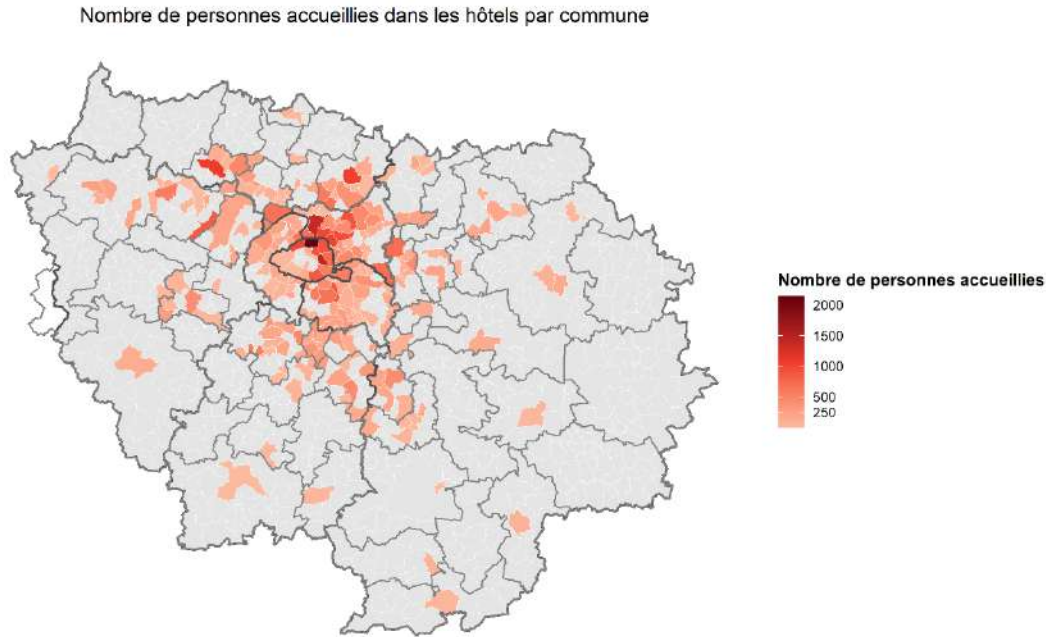 Nombre de personnes accueillies dans les hôtels par commune
Nombre de personnes accueillies
2000
1500
1000
500
250